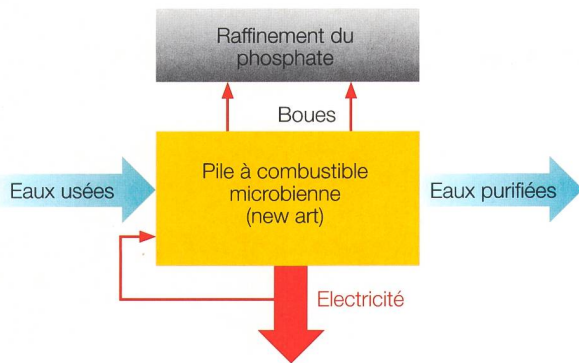 Raffinement du
phosphate
Boues
Eaux usées
Pile à combustible
microbienne
(new art)
Eaux purifiées
Electricité